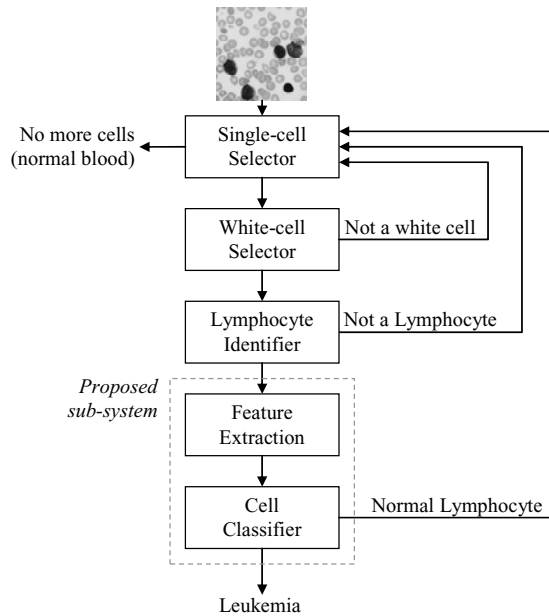 No more cells
(normal blood)
Single-cell
Selector
White-cell
Selector
Not a white cell
Lymphocyte
Identifier
Not a Lymphocyte
Proposed
sub-system
Feature
Extraction
Cell
Classifier
Normal Lymphocyte
Leukemia